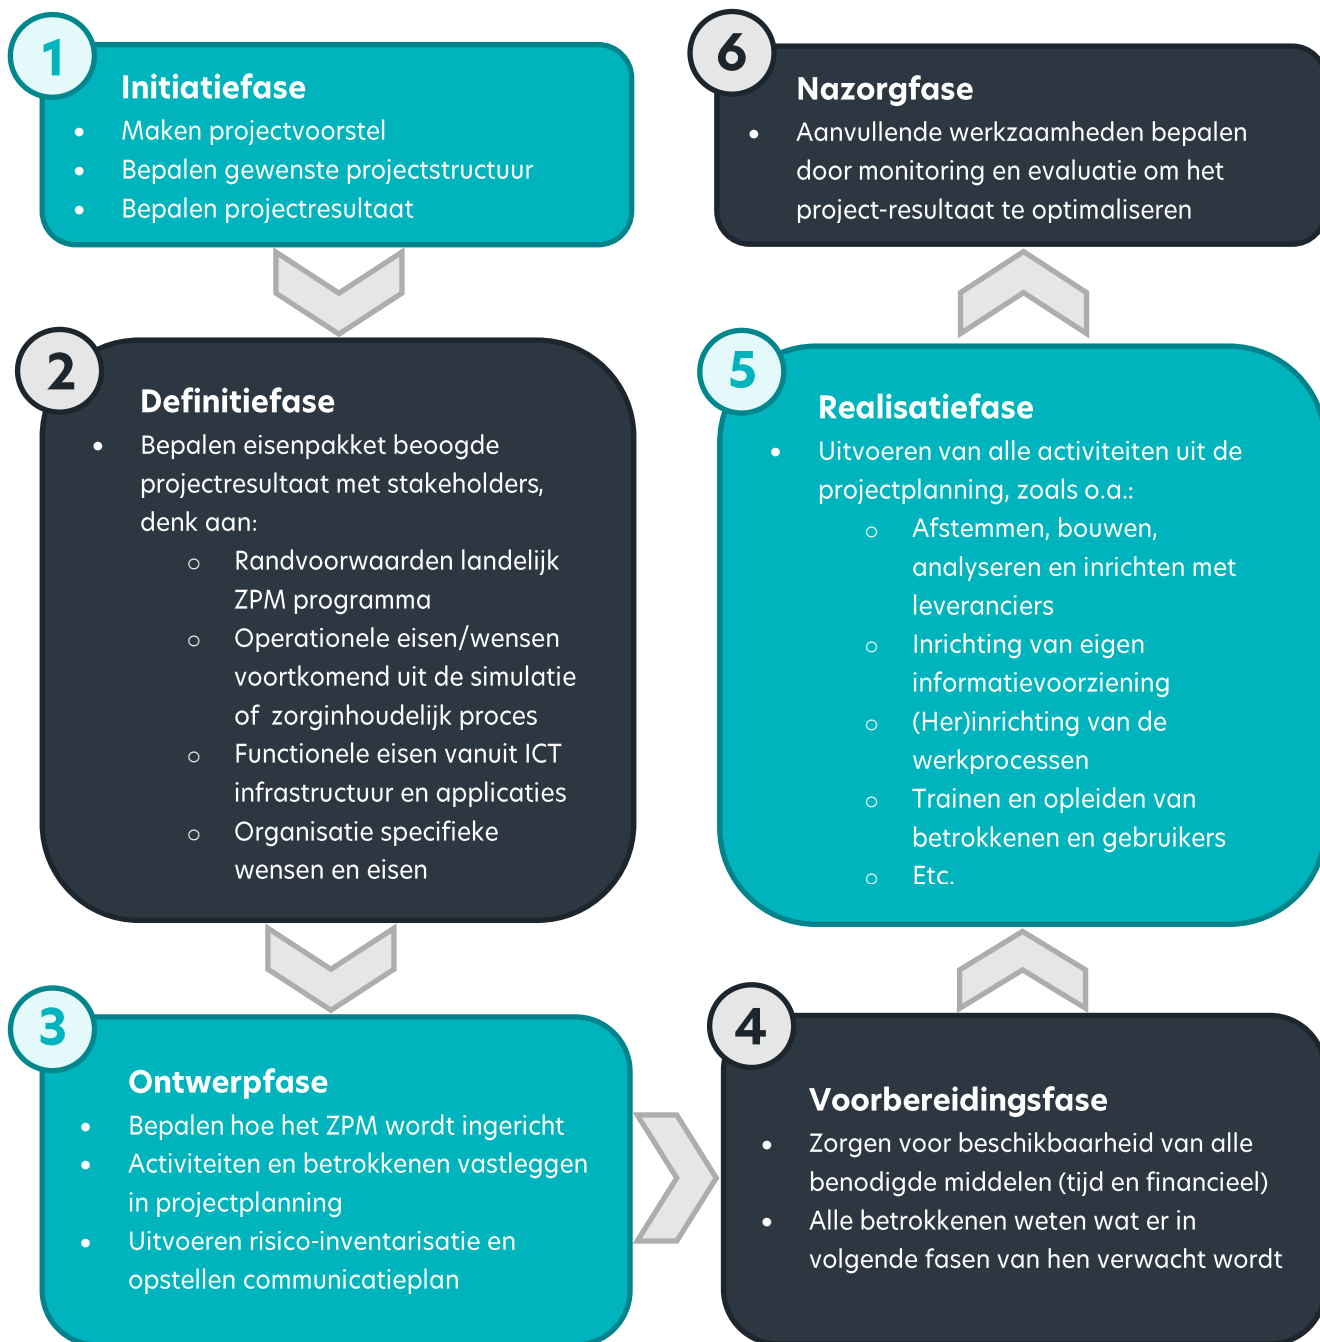 1
Initiatiefase
• Maken projectvoorstel
• Bepalen gewenste projectstructuur
• Bepalen projectresultaat
2
Definitiefase
• Bepalen eisenpakket beoogde
projectresultaat met stakeholders,
denk aan:
o Randvoorwaarden landelijk
ZPM programma
o Operationele eisen/wensen
voortkomend uit de simulatie
of zorginhoudelijk proces
o Functionele eisen vanuit ICT
infrastructuur en applicaties
o Organisatie specifieke
wensen en eisen
3
Ontwerpfase
• Bepalen hoe het ZPM wordt ingericht
• Activiteiten en betrokkenen vastleggen
in projectplanning
• Uitvoeren risico-inventarisatie en
opstellen communicatieplan
4
Voorbereidingsfase
• Zorgen voor beschikbaarheid van alle
benodigde middelen (tijd en financieel)
• Alle betrokkenen weten wat er in
volgende fasen van hen verwacht wordt
5
Realisatiefase
• Uitvoeren van alle activiteiten uit de
projectplanning, zoals o.a.:
o Afstemmen, bouwen,
analyseren en inrichten met
leveranciers
o Inrichting van eigen
informatievoorziening
o (Her)inrichting van de
werkprocessen
o Trainen en opleiden van
betrokkenen en gebruikers
o Etc.
6
Nazorgfase
• Aanvullende werkzaamheden bepalen
door monitoring en evaluatie om het
project-resultaat te optimaliseren